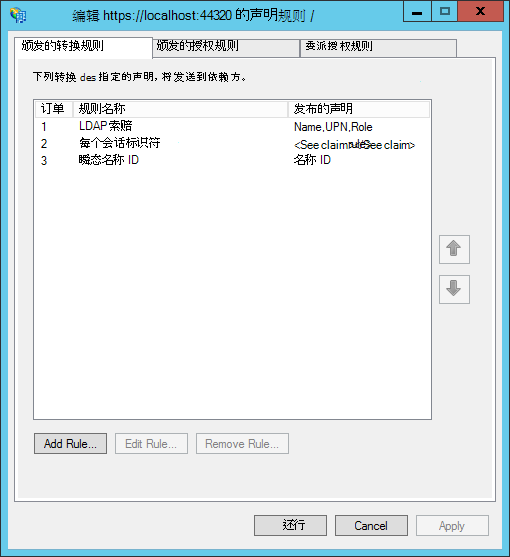 编辑 https://localhost:44320 的声明规则 /
颁发的转换规则 颁发的授权规则 委派授权规则
下列转换 des 指定的声明, 将发送到依赖方。
订单 规则名称 发布的声明
1 LDAP 索赔 Name,UPN,Role
2 每个会话标识符 <See claim rule></See claim>
3 瞬态名称 ID 名称 ID
Add Rule... Edit Rule... Remove Rule...
还行 Cancel Apply